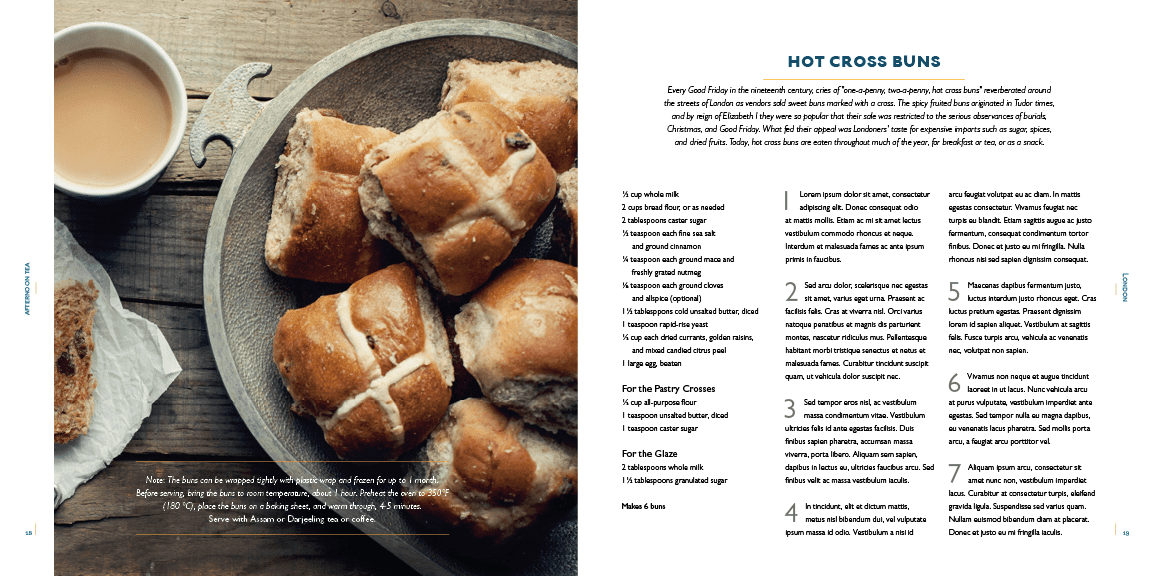 AFTERNOON TEA
Note: The buns can be wrapped tightly with plastic wrap and frozen for up to 1 month.
Before serving, bring the buns to room temperature, about 1 hour. Preheat the oven to 350°F
(180 °C), place the buns on a baking sheet, and warm through, 4-5 minutes.
Serve with Assam or Darjeeling tea or coffee.
HOT CROSS BUNS
Every Good Friday in the nineteenth century, cries of "one-a-penny, two-a-penny, hot cross buns" reverberated around
the streets of London as vendors sold sweet buns marked with a cross. The spicy fruited buns originated in Tudor times,
and by reign of Elizabeth I they were so popular that their sale was restricted to the serious observances of burials,
Christmas, and Good Friday. What fed their appeal was Londoners' taste for expensive imports such as sugar, spices,
and dried fruits. Today, hot cross buns are eaten throughout much of the year, for breakfast or tea, or as a snack.
cup whole milk
2 cups bread flour, or as needed
2 tablespoons caster sugar
½ teaspoon each fine sea salt
and ground cinnamon
¼ teaspoon each ground mace and
freshly grated nutmeg
⅛ teaspoon each ground cloves
and allspice (optional)
1½ tablespoons cold unsalted butter, diced
1 teaspoon rapid-rise yeast
⅓ cup each dried currants, golden raisins,
and mixed candied citrus peel
1 large egg, beaten
For the Pastry Crosses
⅓ cup all-purpose flour
1 teaspoon unsalted butter, diced
1 teaspoon caster sugar
For the Glaze
2 tablespoons whole milk
1½ tablespoons granulated sugar
Makes 6 buns
1 Lorem ipsum dolor sit amet, consectetur
adipiscing elit. Donec consequat odio
at mattis mollis. Etiam ac mi sit amet lectus
vestibulum commodo rhoncus et neque.
Interdum et malesuada fames ac ante ipsum
primis in faucibus.
2 Sed arcu dolor, scelerisque nec egestas
sit amet, varius eget urna. Praesent ac
facilisis felis. Cras at viverra nisl. Orci varius
natoque penatibus et magnis dis parturient
montes, nascetur ridiculus mus. Pellentesque
habitant morbi tristique senectus et netus et
malesuada fames. Curabitur tincidunt suscipit
quam, ut vehicula dolor suscipit nec.
3 Sed tempor eros nisl, ac vestibulum
massa condimentum vitae. Vestibulum
ultricies felis id ante egestas facilisis. Duis
finibus sapien pharetra, accumsan massa
viverra, porta libero. Aliquam sem sapien,
dapibus in lectus eu, ultricies faucibus arcu. Sed
finibus velit ac massa vestibulum iaculis.
4 In tincidunt, elit et dictum mattis,
metus nisl bibendum dui, vel vulputate
ipsum massa id odio. Vestibulum a nisi id
arcu feugiat volutpat eu ac diam. In mattis
egestas consectetur. Vivamus feugiat nec
turpis eu blandit. Etiam sagittis augue ac justo
fermentum, consequat condimentum tortor
finibus. Donec et justo eu mi fringilla. Nulla
rhoncus nisi sed sapien dignissim consequat.
5 Maecenas dapibus fermentum justo,
luctus interdum justo rhoncus eget. Cras
luctus pretium egestas. Praesent dignissim
lorem id sapien aliquet. Vestibulum at sagittis
felis. Fusce turpis arcu, vehicula ac venenatis
nec, volutpat non sapien.
6 Vivamus non neque et augue tincidunt
laoreet in ut lacus. Nunc vehicula arcu
at purus vulputate, vestibulum imperdiet ante
egestas. Sed tempor nulla eu magna dapibus,
eu venenatis lacus pharetra. Sed mollis porta
arcu, a feugiat arcu porttitor vel.
7 Aliquam ipsum arcu, consectetur sit
amet nunc non, vestibulum imperdiet
lacus. Curabitur at consectetur turpis, eleifend
gravida ligula. Suspendisse sed varius quam.
Nullam euismod bibendum diam at placerat.
Donec et justo eu mi fringilla iaculis.
LONDON